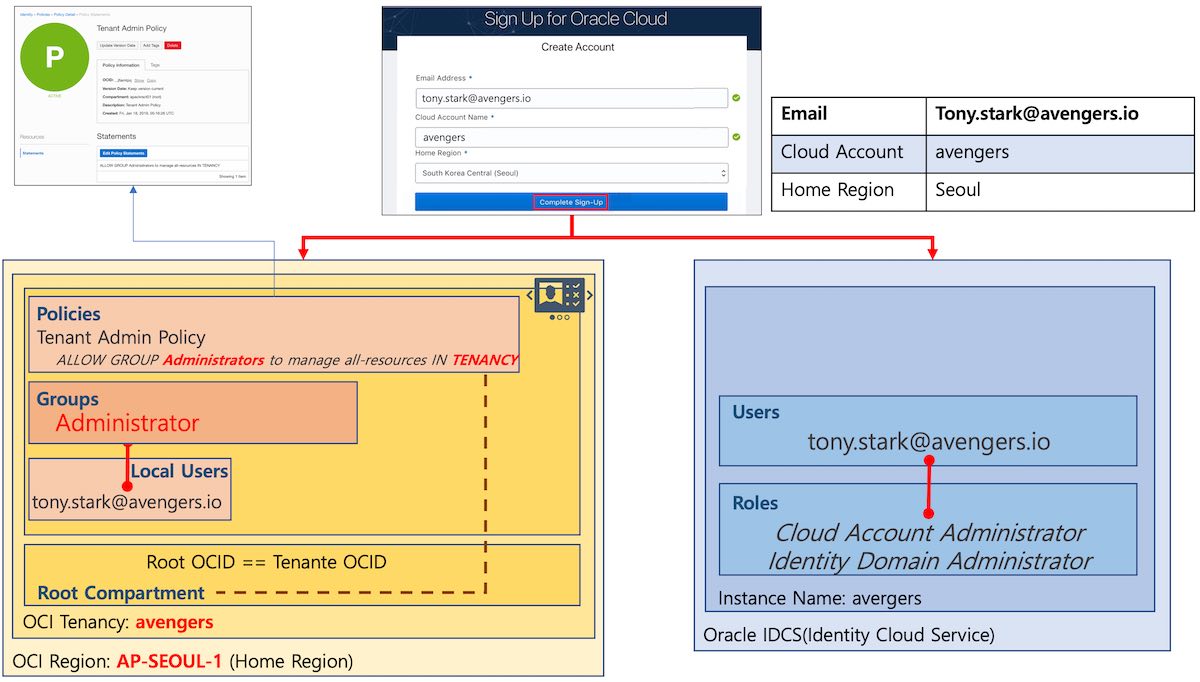 Identity » Policies » Policy Detail » Policy Statements
P
ACTIVE
Tenant Admin Policy
Update Version Date
Add Tags
Delete
Policy Information
Tags
OCID:
Show
Copy
Version Date: Keep version current
Compartment: (root)
Description: Tenant Admin Policy
Created: Fri, Jan 18, 2019, UTC
Resources
Statements
Statements
Edit Policy Statements
ALLOW GROUP Administrators to manage all-resources IN TENANCY
Showing 1 item
Sign Up for Oracle Cloud
Create Account
Email Address *
tony.stark@avengers.io
Cloud Account Name *
avengers
Home Region *
South Korea Central (Seoul)
Complete Sign-Up
Email Tony.stark@avengers.io
Cloud Account avengers
Home Region Seoul
Policies
Tenant Admin Policy
ALLOW GROUP Administrators to manage all-resources IN TENANCY
Groups
Administrator
Local Users
tony.stark@avengers.io
Root OCID == Tenante OCID
Root Compartment
OCI Tenancy: avengers
OCI Region: AP-SEOUL-1 (Home Region)
Users
tony.stark@avengers.io
Roles
Cloud Account Administrator
Identity Domain Administrator
Instance Name: avergers
Oracle IDCS(Identity Cloud Service)